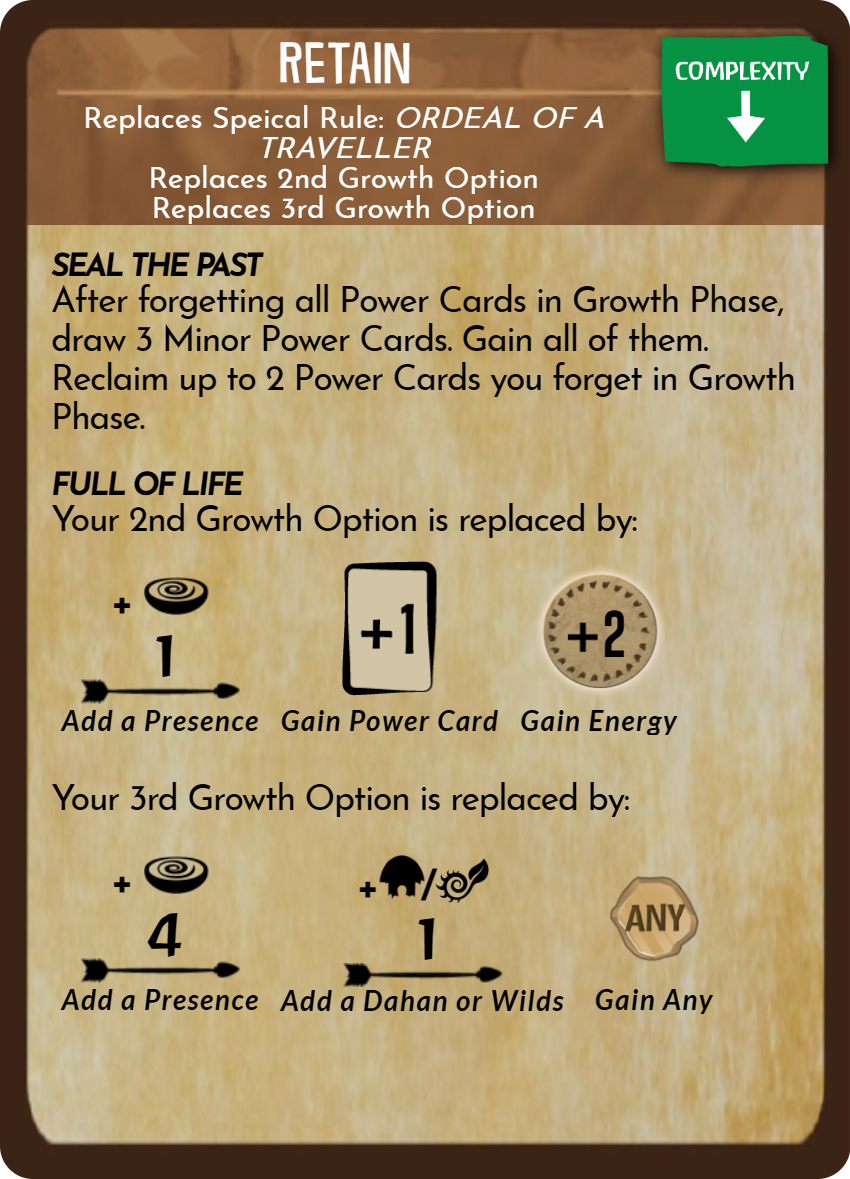 RETAIN
COMPLEXITY
Replaces Speical Rule: ORDEAL OF A
TRAVELLER
Replaces 2nd Growth Option
Replaces 3rd Growth Option
SEAL THE PAST
After forgetting all Power Cards in Growth Phase,
draw 3 Minor Power Cards. Gain all of them.
Reclaim up to 2 Power Cards you forget in Growth
Phase.
FULL OF LIFE
Your 2nd Growth Option is replaced by:
+
1
+1
+2
Add a Presence Gain Power Card Gain Energy
Your 3rd Growth Option is replaced by:
+ + /
4 1 ANY
Add a Presence Add a Dahan or Wilds Gain Any